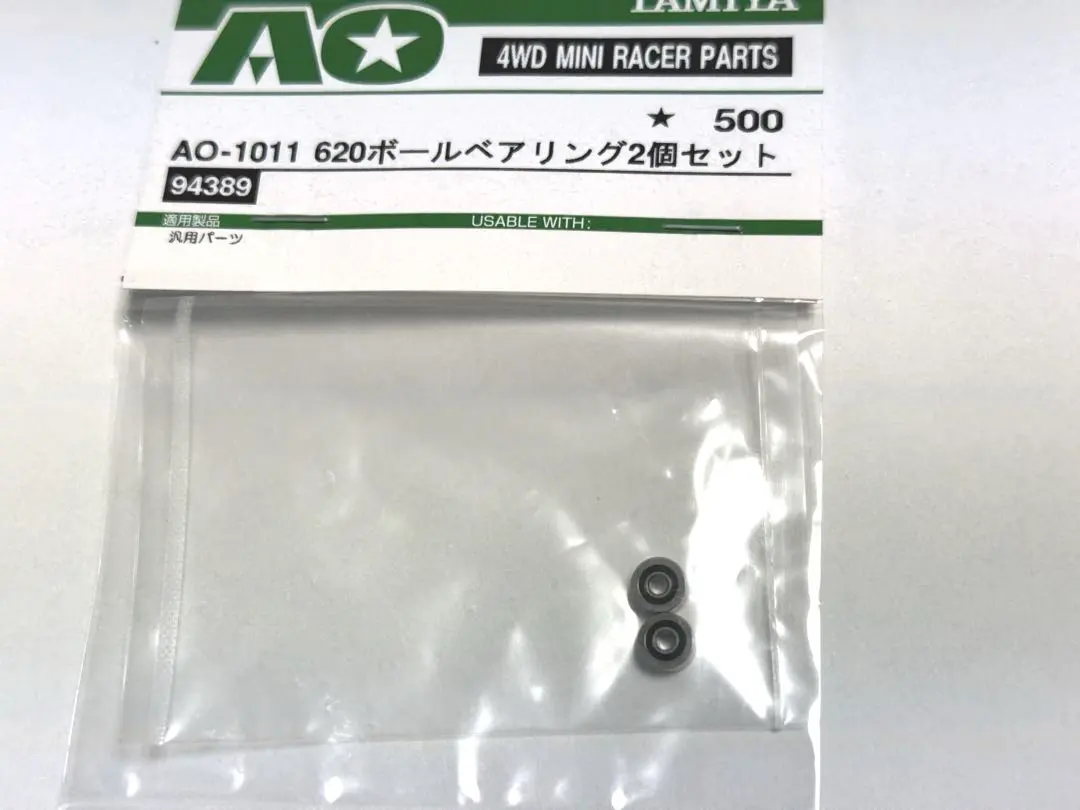 TAMIYA
AO
4WD MINI RACER PARTS
★ 500
AO-1011 620ボールベアリング2個セット
94389
適用製品 USABLE WITH:
汎用パーツ